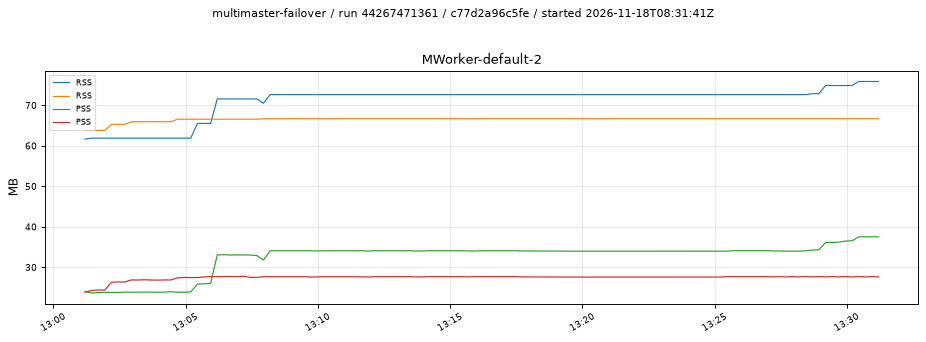 multimaster-failover / run 44267471361 / c77d2a96c5fe / started 2026-11-18T08:31:41Z
MWorker-default-2
RSS
RSS
PSS
PSS
MB
70
60
50
40
30
13:00
13:05
13:10
13:15
13:20
13:25
13:30